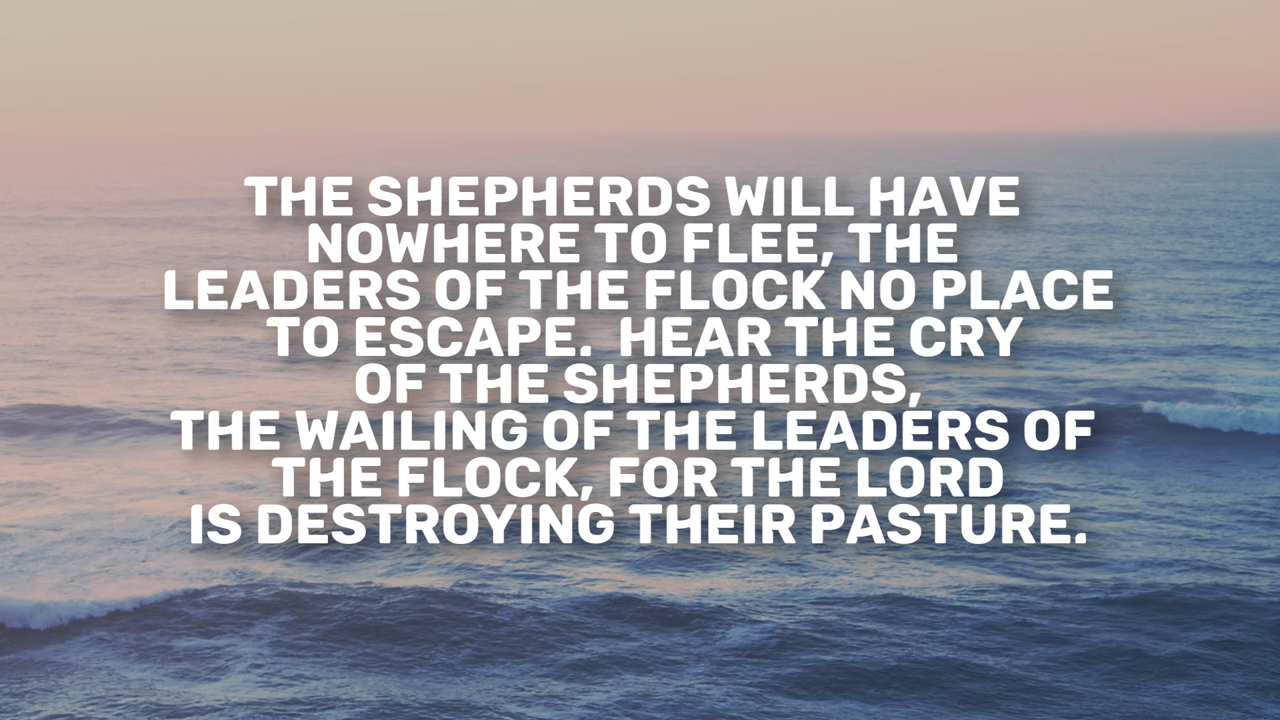 THE SHEPHERDS WILL HAVE
NOWHERE TO FLEE, THE
LEADERS OF THE FLOCK NO PLACE
TO ESCAPE. HEAR THE CRY
OF THE SHEPHERDS,
THE WAILING OF THE LEADERS OF
THE FLOCK, FOR THE LORD
IS DESTROYING THEIR PASTURE.